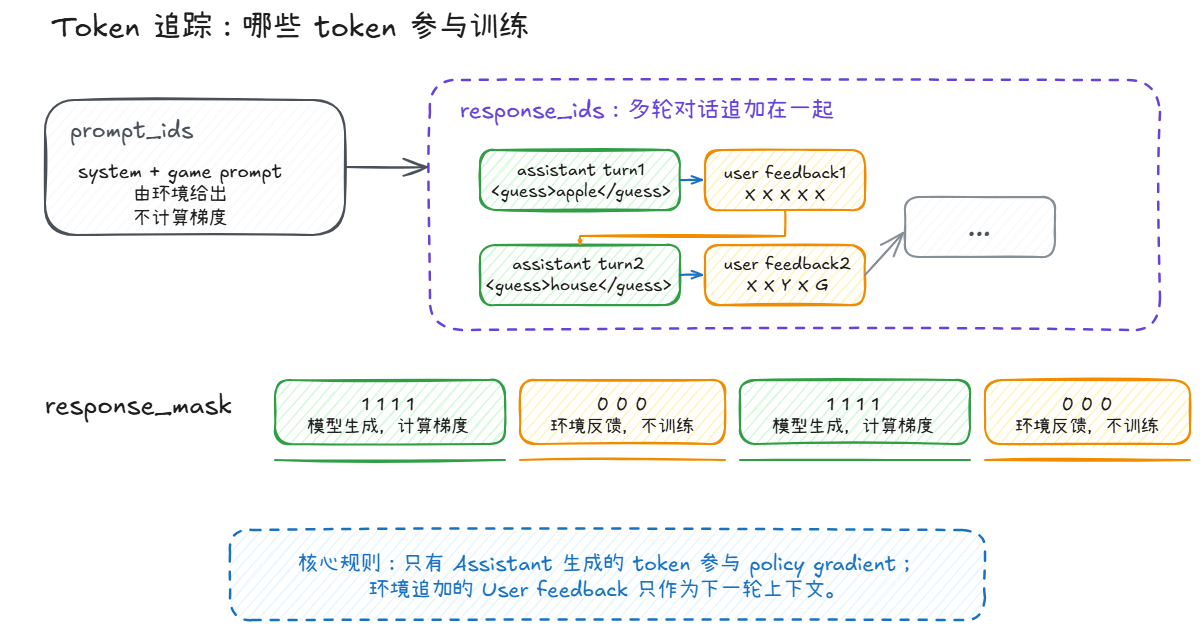 Token 追踪：哪些 token 参与训练
prompt_ids
system + game prompt
由环境给出
不计算梯度
response_ids：多轮对话追加在一起
assistant turn1
<guess>apple</guess>
user feedback1
X X X X X
assistant turn2
<guess>house</guess>
user feedback2
X X Y X G
...
response_mask
1 1 1 1
模型生成，计算梯度
0 0 0
环境反馈，不训练
1 1 1 1
模型生成，计算梯度
0 0 0
环境反馈，不训练
核心规则：只有 Assistant 生成的 token 参与 policy gradient；
环境追加的 User feedback 只作为下一轮上下文。